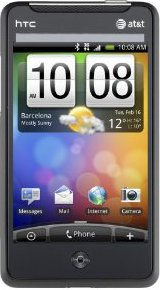 htc at&t
10:08 AM
10 08
AM
Barcelona Tue, Feb 16
Mostly Sunny 12°
Messages Mail Internet Camera
Phone